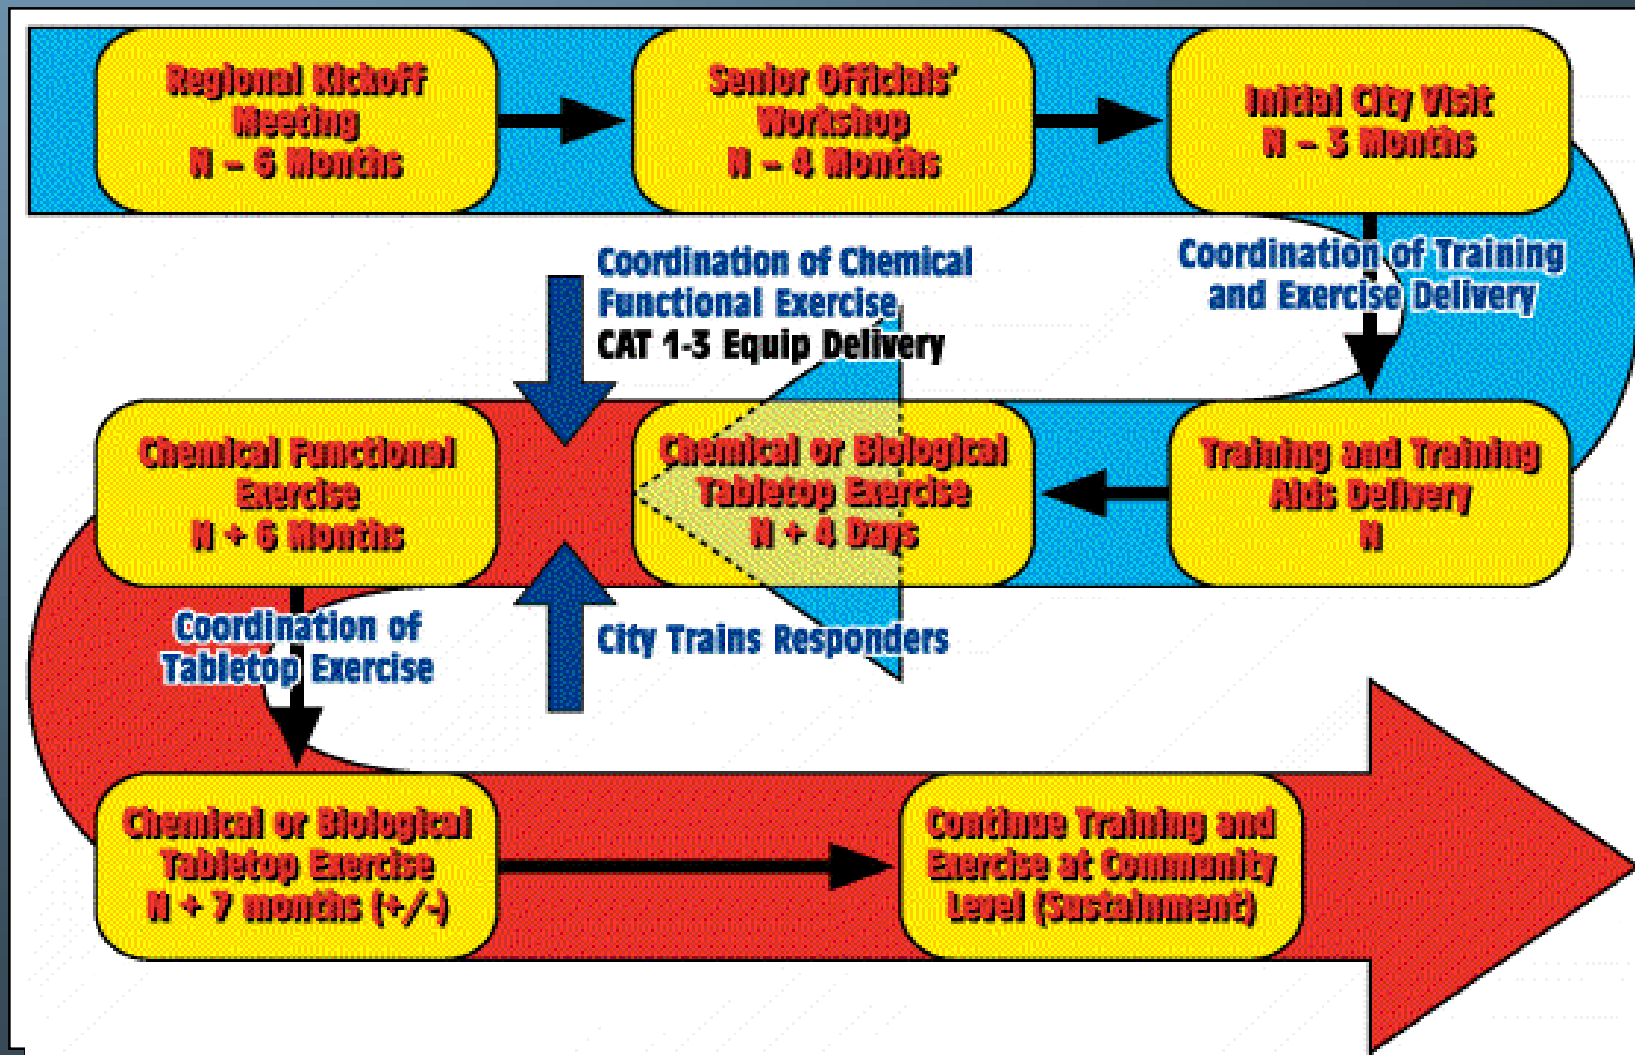 Regional Kickoff
Meeting
N – 6 Months
Senior Officials'
Workshop
N – 4 Months
Initial City Visit
N – 3 Months
Coordination of Training
and Exercise Delivery
Coordination of Chemical
Functional Exercise
CAT 1-3 Equip Delivery
Training and Training
Aids Delivery
N
Chemical or Biological
Tabletop Exercise
N + 4 Days
Chemical Functional
Exercise
N + 6 Months
City Trains Responders
Coordination of
Tabletop Exercise
Chemical or Biological
Tabletop Exercise
N + 7 months (+/-)
Continue Training and
Exercise at Community
Level (Sustainment)